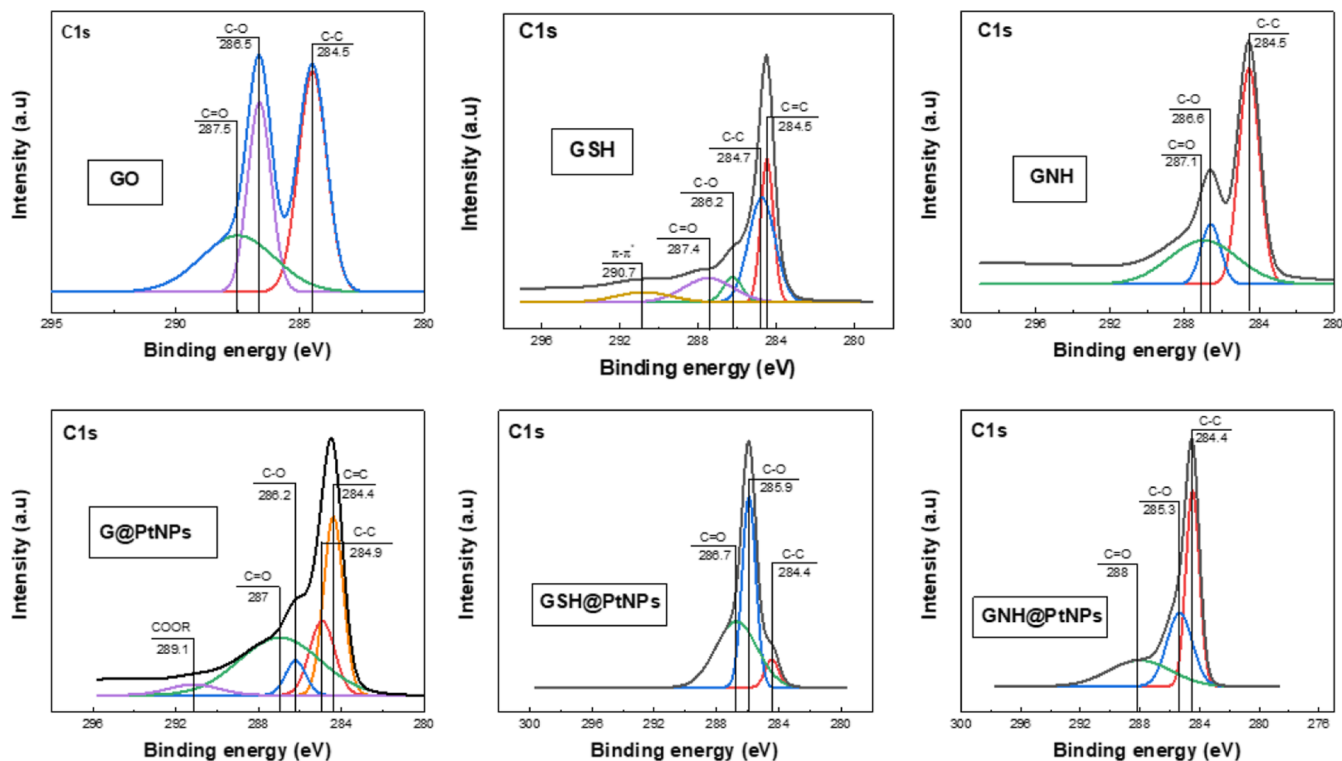 C1s
C-O
286.5
C-C
284.5
C=O
287.5
GO
Intensity (a.u)
295
290
285
280
Binding energy (eV)
C1s
C=C
284.5
C-C
284.7
GSH
C-O
286.2
C=O
287.4
π-π*
290.7
Intensity (a.u)
296
292
288
284
280
Binding energy (eV)
C1s
C-C
284.5
C-O
286.6
C=O
287.1
GNH
Intensity (a.u)
300
296
292
288
284
280
Binding energy (eV)
C1s
C-O
286.2
C=C
284.4
G@PtNPs
C-C
284.9
C=O
287
COOR
289.1
Intensity (a.u)
296
292
288
284
280
Binding energy (eV)
C1s
C-O
285.9
C=O
286.7
C-C
284.4
GSH@PtNPs
Intensity (a.u)
300
296
292
288
284
280
Binding energy (eV)
C1s
C-C
284.4
C-O
285.3
C=O
288
GNH@PtNPs
Intensity (a.u)
300
296
292
288
284
280
276
Binding energy (eV)